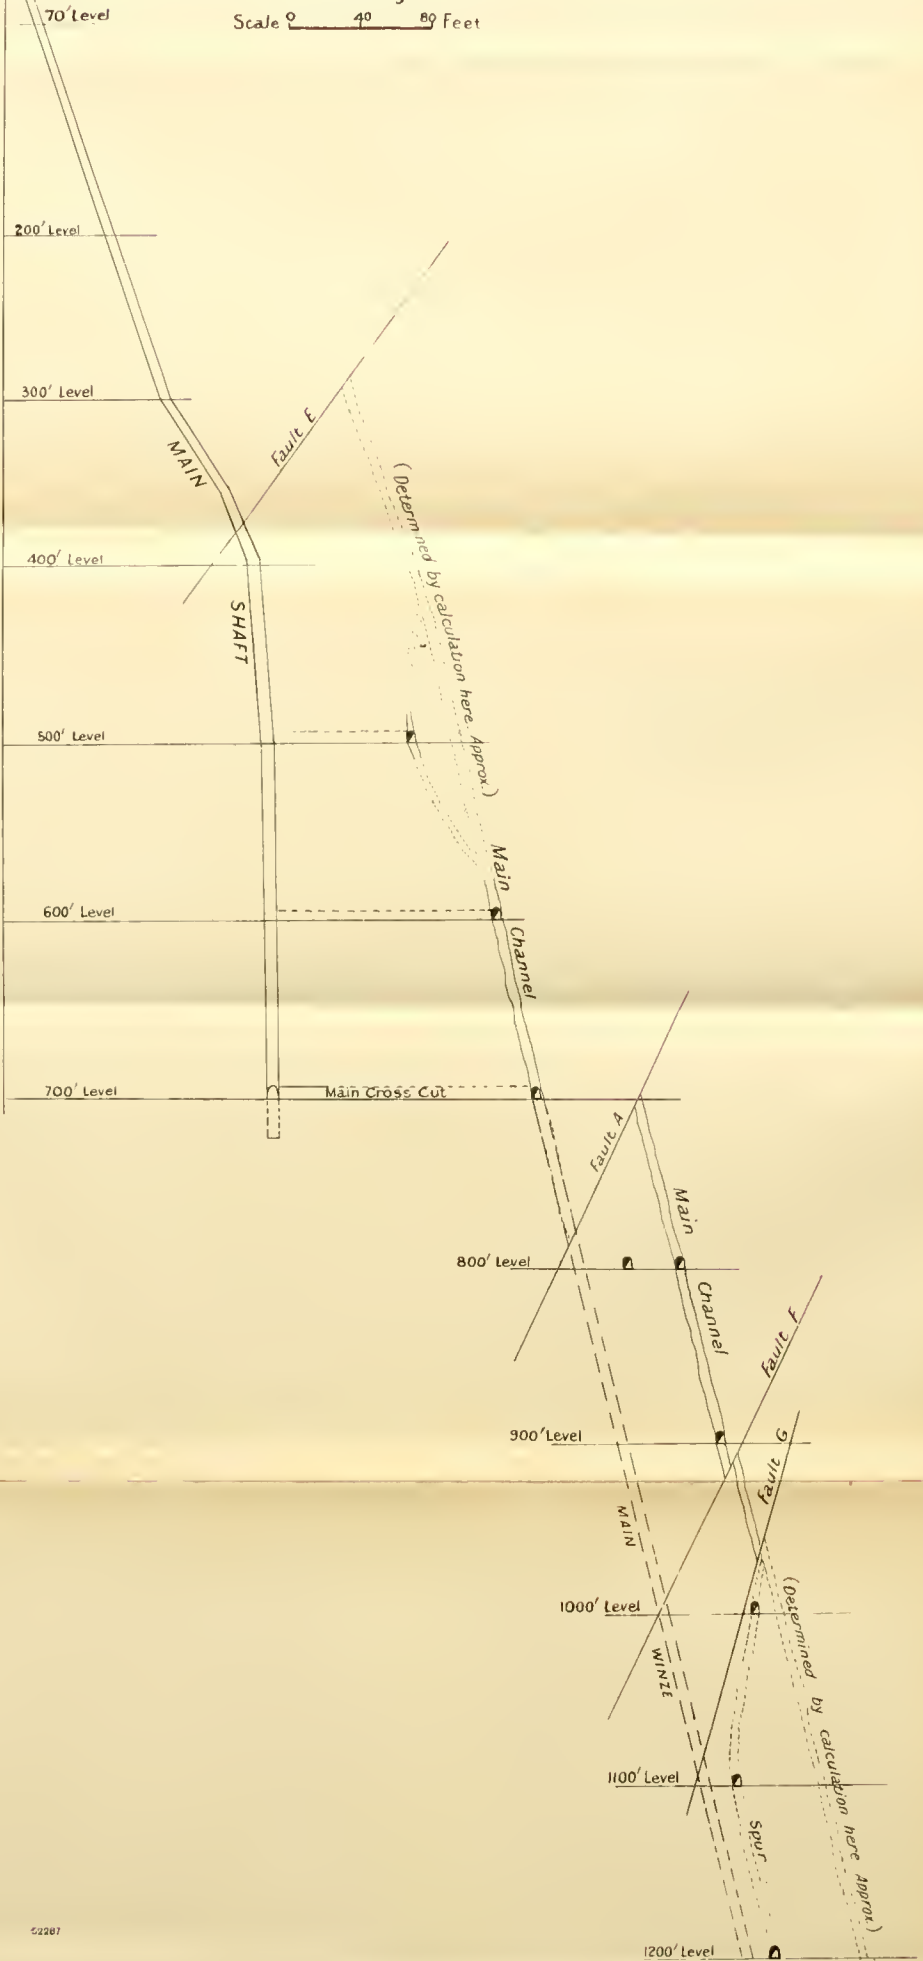 70' Level
Scale 0 40 80 Feet
200' Level
300' Level
MAIN
Fault E
(Determined by calculation here Approx.)
400' Level
SHAFT
500' Level
Main
600' Level
Channel
700' Level
Main Cross Cut
Fault A
Main
800' Level
Channel
Fault F
900' Level
Fault G
MAIN
1000' Level
(Determined by calculation here Approx.)
WINZE
1100' Level
Spur
1200' Level